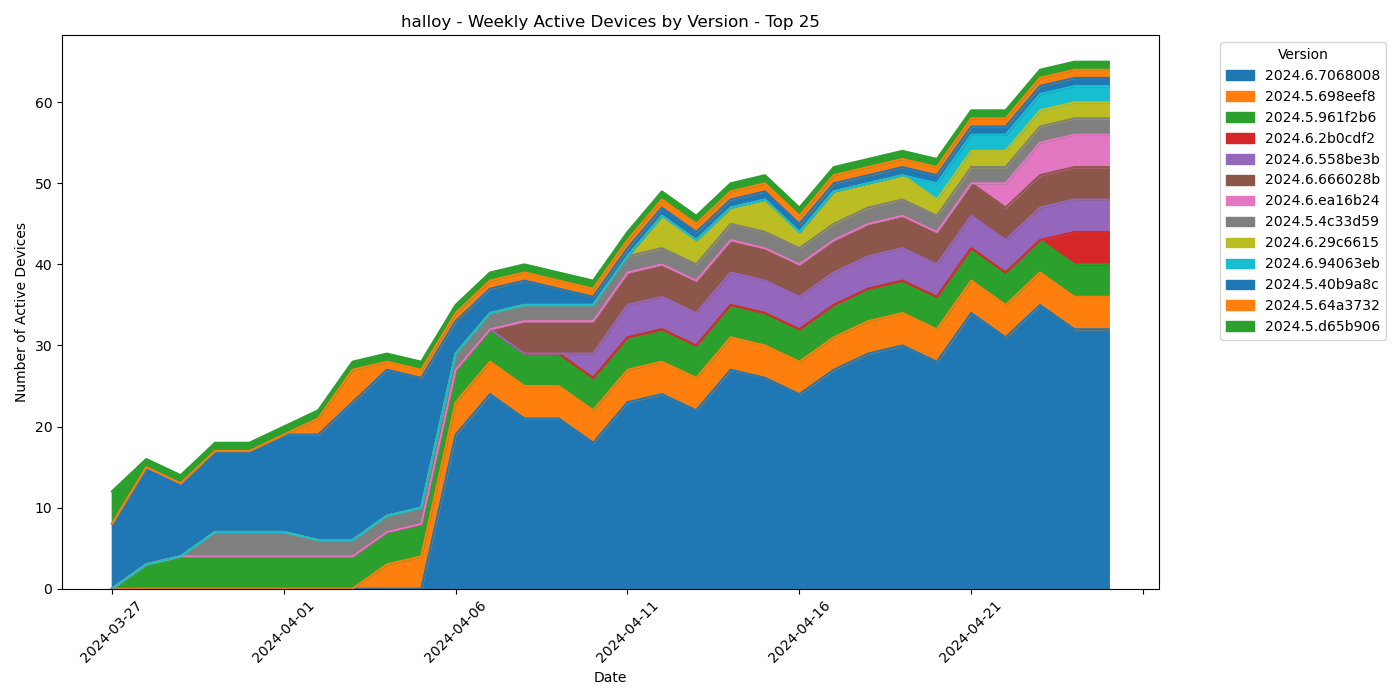 halloy - Weekly Active Devices by Version - Top 25
Number of Active Devices
60
50
40
30
20
10
0
2024-03-27
2024-04-01
2024-04-06
2024-04-11
2024-04-16
2024-04-21
Date
Version
2024.6.7068008
2024.5.698eef8
2024.5.961f2b6
2024.6.2b0cdf2
2024.6.558be3b
2024.6.666028b
2024.6.ea16b24
2024.5.4c33d59
2024.6.29c6615
2024.6.94063eb
2024.5.40b9a8c
2024.5.64a3732
2024.5.d65b906